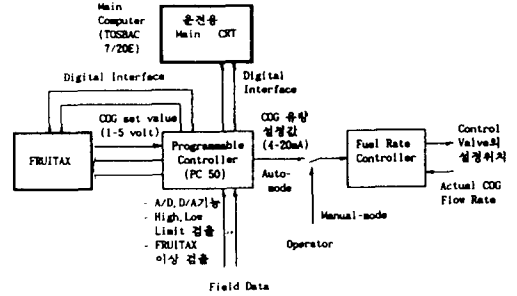 Main
Computer
(TOSBAC
7/20E)
운전용
Main CRT
Digital Interface
Digital
Interface
COG set value
(1-5 volt)
FRUITAX
Programmable
Controller
(PC 50)
COG 유량
설정값
(4-20mA)
Auto-
mode
Fuel Rate
Controller
Control
Valve의
설정위치
Actual COG
Flow Rate
- A/D, D/A기능
- High, Low
Limit 검출
- FRUITAX
이상 검출
Manual-mode
Operator
Field Data